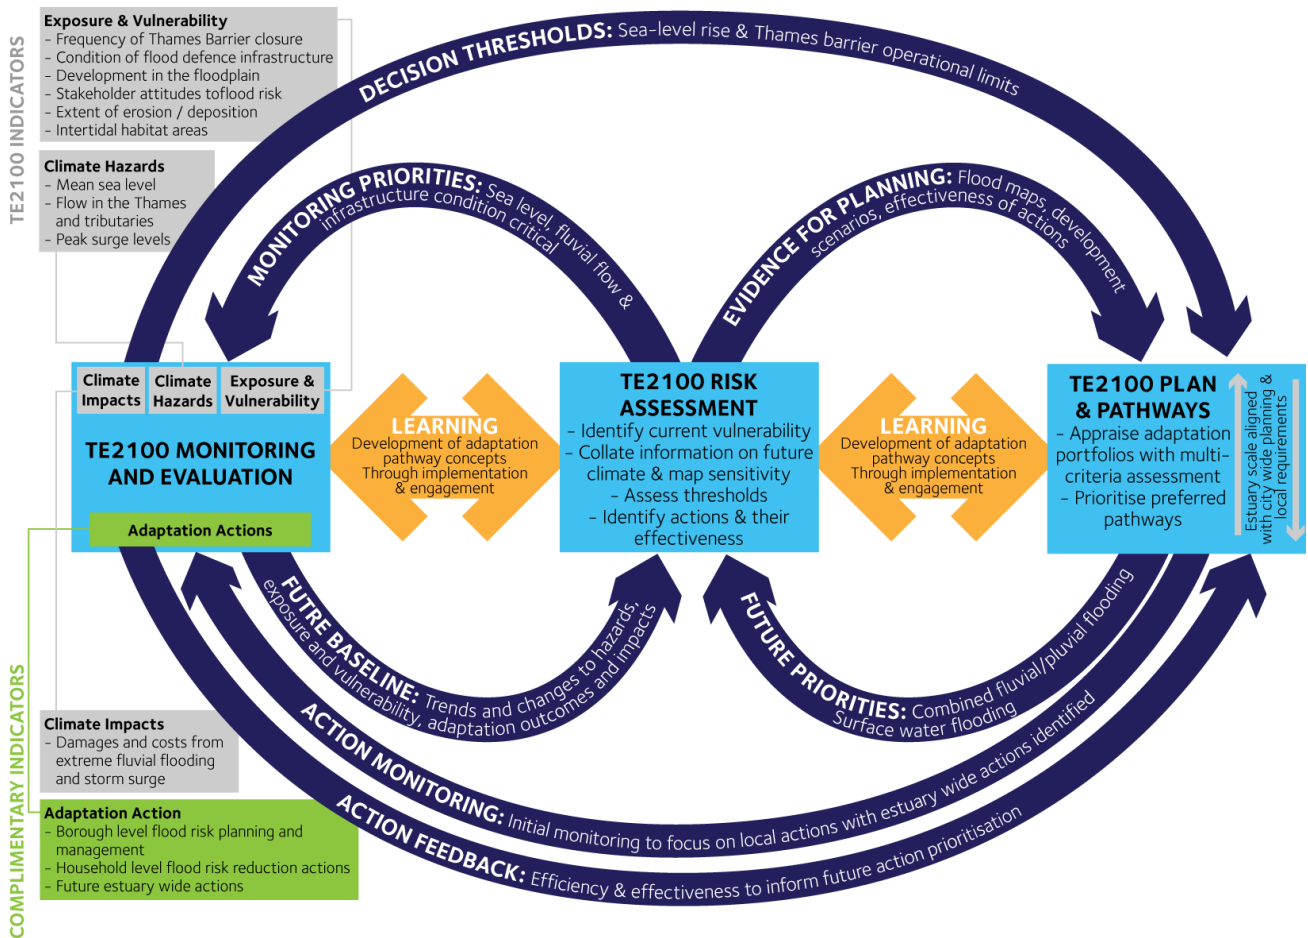 TE2100 INDICATORS
Exposure & Vulnerability
- Frequency of Thames Barrier closure
- Condition of flood defence infrastructure
- Development in the floodplain
- Stakeholder attitudes toflood risk
- Extent of erosion / deposition
- Intertidal habitat areas
Climate Hazards
- Mean sea level
- Flow in the Thames
and tributaries
- Peak surge levels
DECISION THRESHOLDS: Sea-level rise & Thames barrier operational limits
MONITORING PRIORITIES: Sea level, fluvial flow &
infrastructure condition critical
EVIDENCE FOR PLANNING: Flood maps, development
scenarios, effectiveness of actions
Climate
Impacts
Climate
Hazards
Exposure &
Vulnerability
TE2100 MONITORING
AND EVALUATION
Adaptation Actions
LEARNING
Development of adaptation
pathway concepts
Through implementation
& engagement
TE2100 RISK
ASSESSMENT
- Identify current vulnerability
- Collate information on future
climate & map sensitivity
- Assess thresholds
- Identify actions & their
effectiveness
LEARNING
Development of adaptation
pathway concepts
Through implementation
& engagement
TE2100 PLAN
& PATHWAYS
- Appraise adaptation
portfolios with multi-
criteria assessment
- Prioritise preferred
pathways
Estuary scale aligned
with city wide planning &
local requirements
FUTRE BASELINE: Trends and changes to hazards,
exposure and vulnerability, adaptation outcomes and impacts
FUTURE PRIORITIES: Combined fluvial/pluvial flooding
Surface water flooding
ACTION MONITORING: Initial monitoring to focus on local actions with estuary wide actions identified
ACTION FEEDBACK: Efficiency & effectiveness to inform future action prioritisation
COMPLIMENTARY INDICATORS
Climate Impacts
- Damages and costs from
extreme fluvial flooding
and storm surge
Adaptation Action
- Borough level flood risk planning and
management
- Household level flood risk reduction actions
- Future estuary wide actions